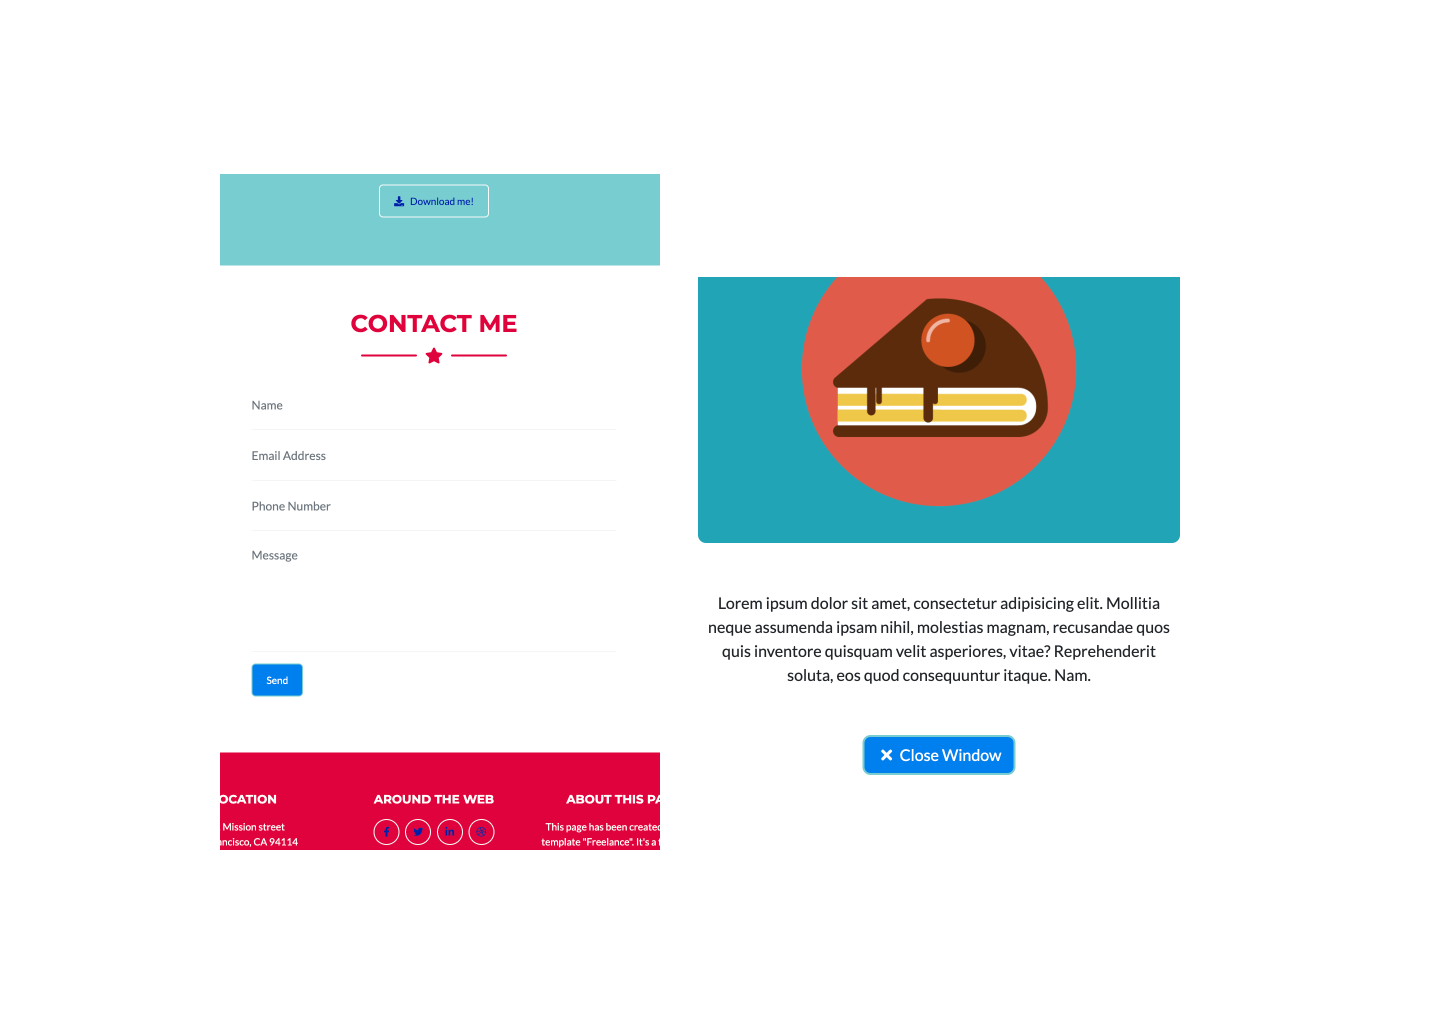 Download me!
CONTACT ME
Name
Email Address
Phone Number
Message
Send
OCATION
Mission street
ncisco, CA 94114
AROUND THE WEB
ABOUT THIS PA
This page has been created
template "Freelance". It's a
Lorem ipsum dolor sit amet, consectetur adipisicing elit. Mollitia
neque assumenda ipsam nihil, molestias magnam, recusandae quos
quis inventore quisquam velit asperiores, vitae? Reprehenderit
soluta, eos quod consequuntur itaque. Nam.
Close Window